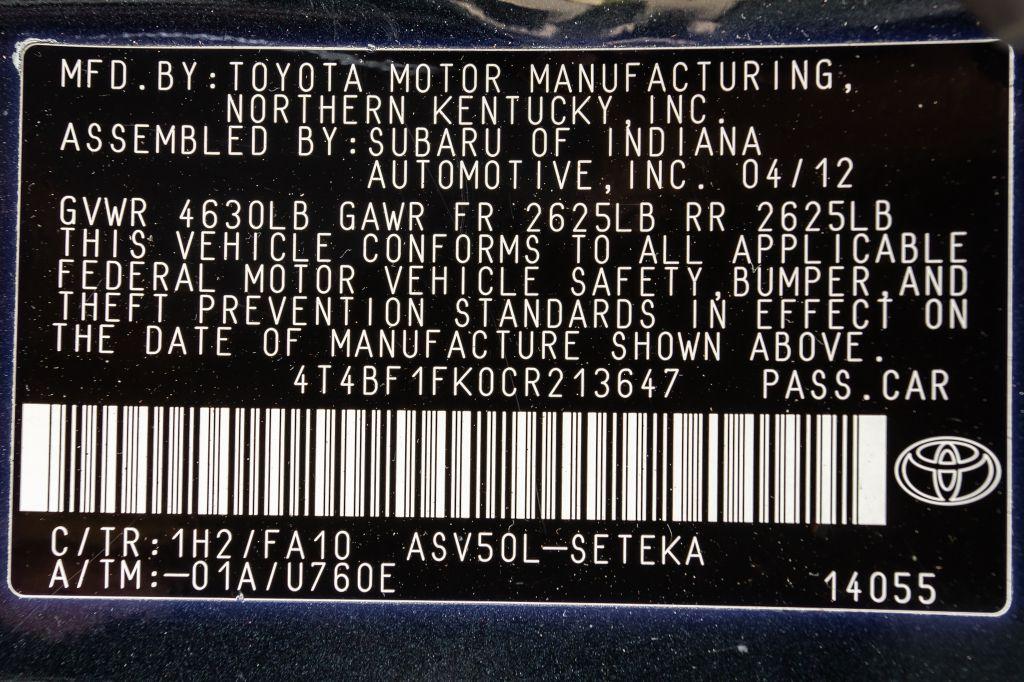 MFD. BY: TOYOTA MOTOR MANUFACTURING,
NORTHERN KENTUCKY, INC.
ASSEMBLED BY: SUBARU OF INDIANA
AUTOMOTIVE, INC. 04/12
GVWR 4630LB GAWR FR 2625LB RR 2625LB
THIS VEHICLE CONFORMS TO ALL APPLICABLE
FEDERAL MOTOR VEHICLE SAFETY, BUMPER, AND
THEFT PREVENTION STANDARDS IN EFFECT ON
THE DATE OF MANUFACTURE SHOWN ABOVE.
4T4BF1FK0CR213647 PASS.CAR
C/TR: 1H2/FA10 ASV50L-SETEKA
A/TM: -01A/U760E 14055